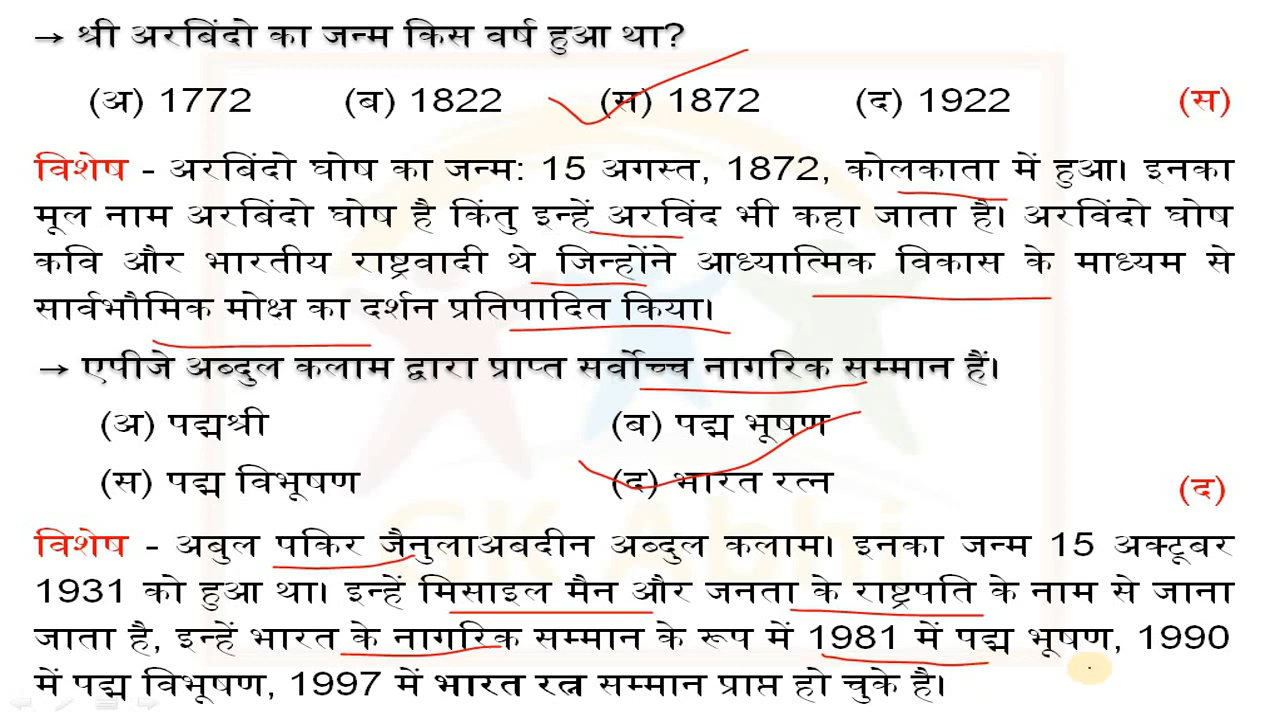 → श्री अरबिंदो का जन्म किस वर्ष हुआ था?
(अ) 1772 (ब) 1822 (स) 1872 (द) 1922 (स)
विशेष - अरबिंदो घोष का जन्म: 15 अगस्त, 1872, कोलकाता में हुआ। इनका
मूल नाम अरबिंदो घोष है किंतु इन्हें अरविंद भी कहा जाता है। अरविंदो घोष
कवि और भारतीय राष्ट्रवादी थे जिन्होंने आध्यात्मिक विकास के माध्यम से
सार्वभौमिक मोक्ष का दर्शन प्रतिपादित किया।
→ एपीजे अब्दुल कलाम द्वारा प्राप्त सर्वोच्च नागरिक सम्मान हैं।
(अ) पद्मश्री (ब) पद्म भूषण
(स) पद्म विभूषण (द) भारत रत्न (द)
GK Abhi
विशेष - अबुल पकिर जैनुलाअबदीन अब्दुल कलाम। इनका जन्म 15 अक्टूबर
1931 को हुआ था। इन्हें मिसाइल मैन और जनता के राष्ट्रपति के नाम से जाना
जाता है, इन्हें भारत के नागरिक सम्मान के रूप में 1981 में पद्म भूषण, 1990
में पद्म विभूषण, 1997 में भारत रत्न सम्मान प्राप्त हो चुके है।